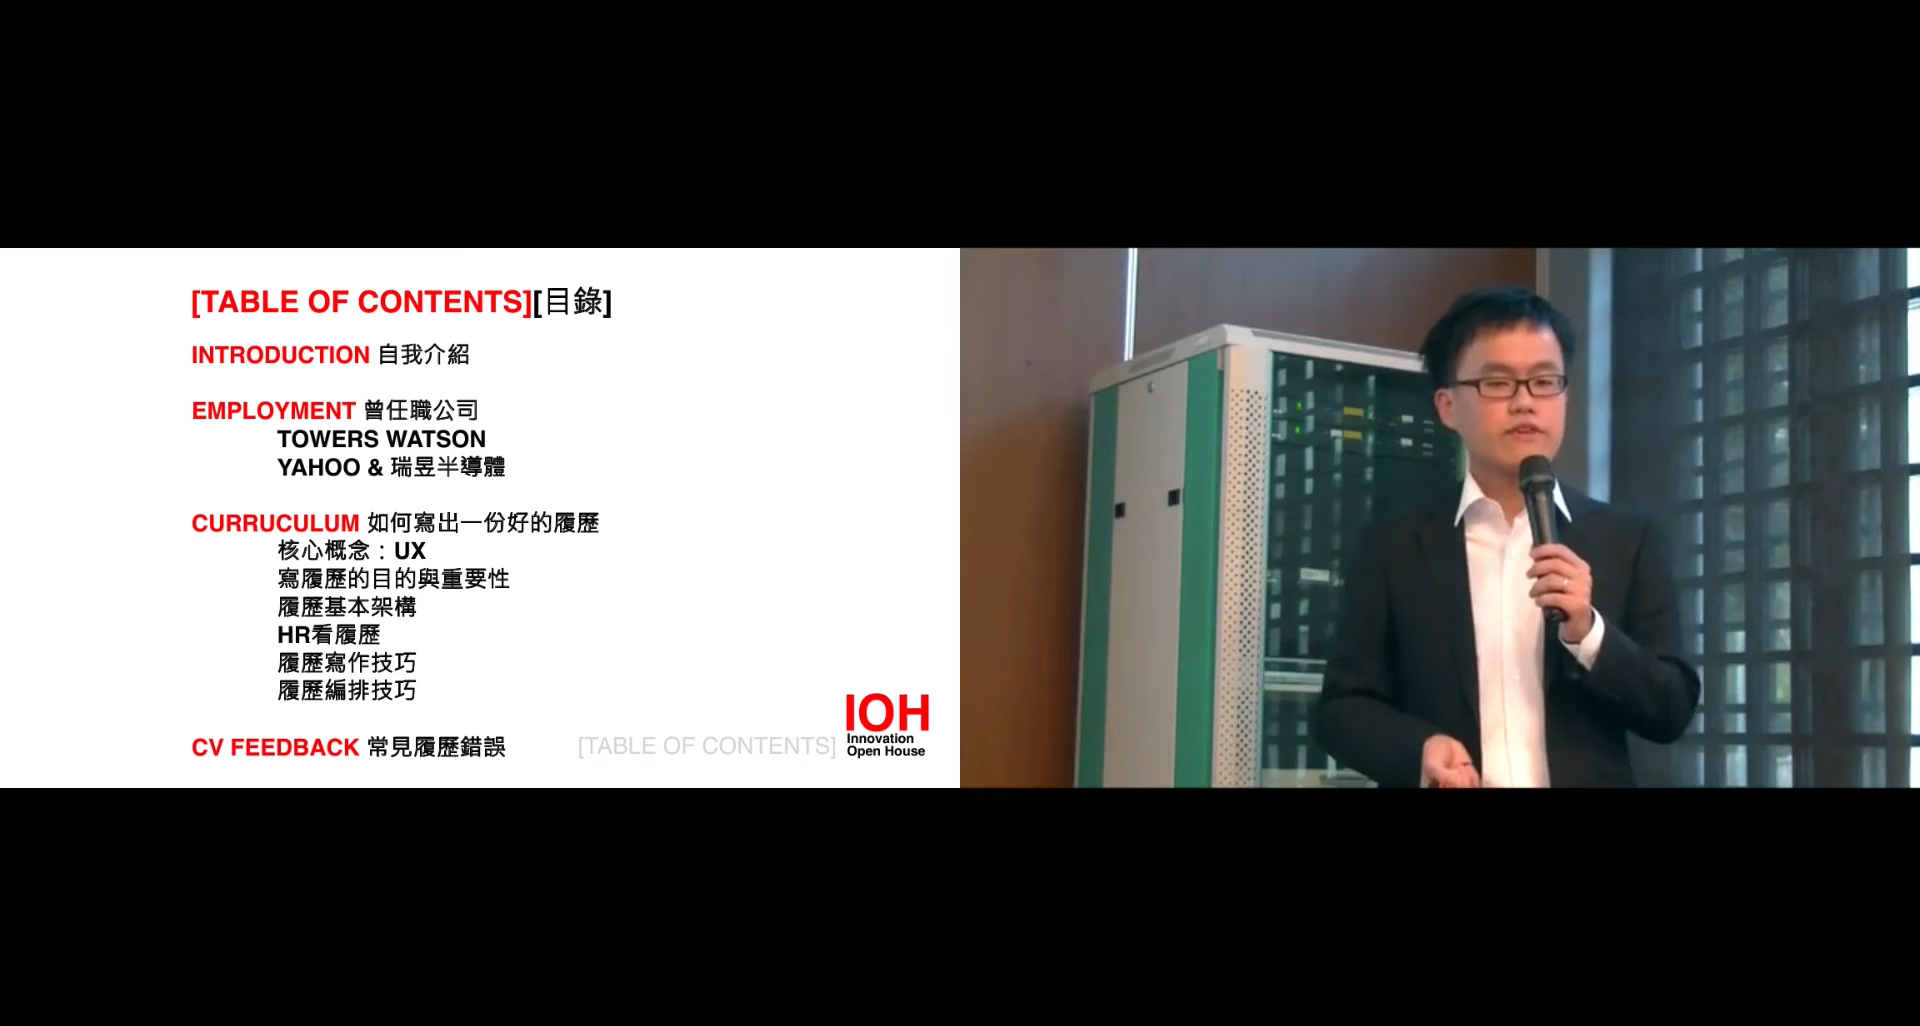 [TABLE OF CONTENTS][目錄]
INTRODUCTION 自我介紹
EMPLOYMENT 曾任職公司
TOWERS WATSON
YAHOO & 瑞昱半導體
CURRUCULUM 如何寫出一份好的履歷
核心概念：UX
寫履歷的目的與重要性
履歷基本架構
HR看履歷
履歷寫作技巧
履歷編排技巧
CV FEEDBACK 常見履歷錯誤
[TABLE OF CONTENTS]
IOH
Innovation
Open House